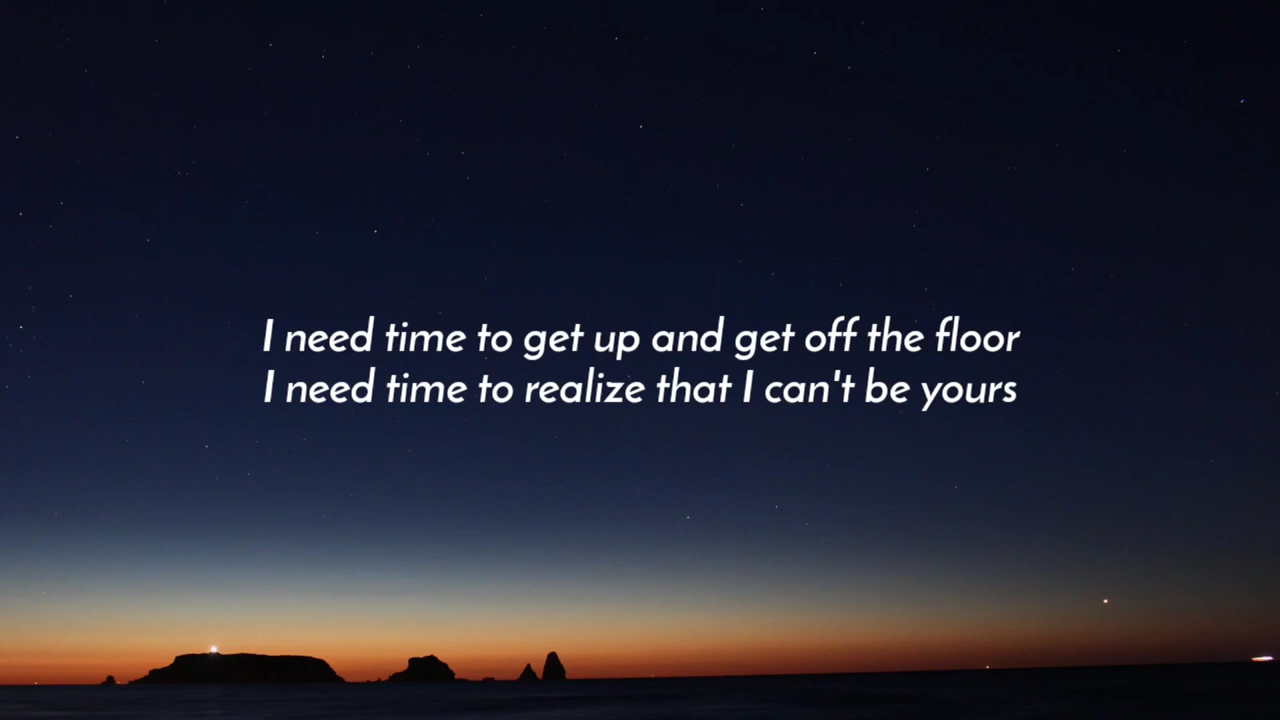 I need time to get up and get off the floor
I need time to realize that I can't be yours